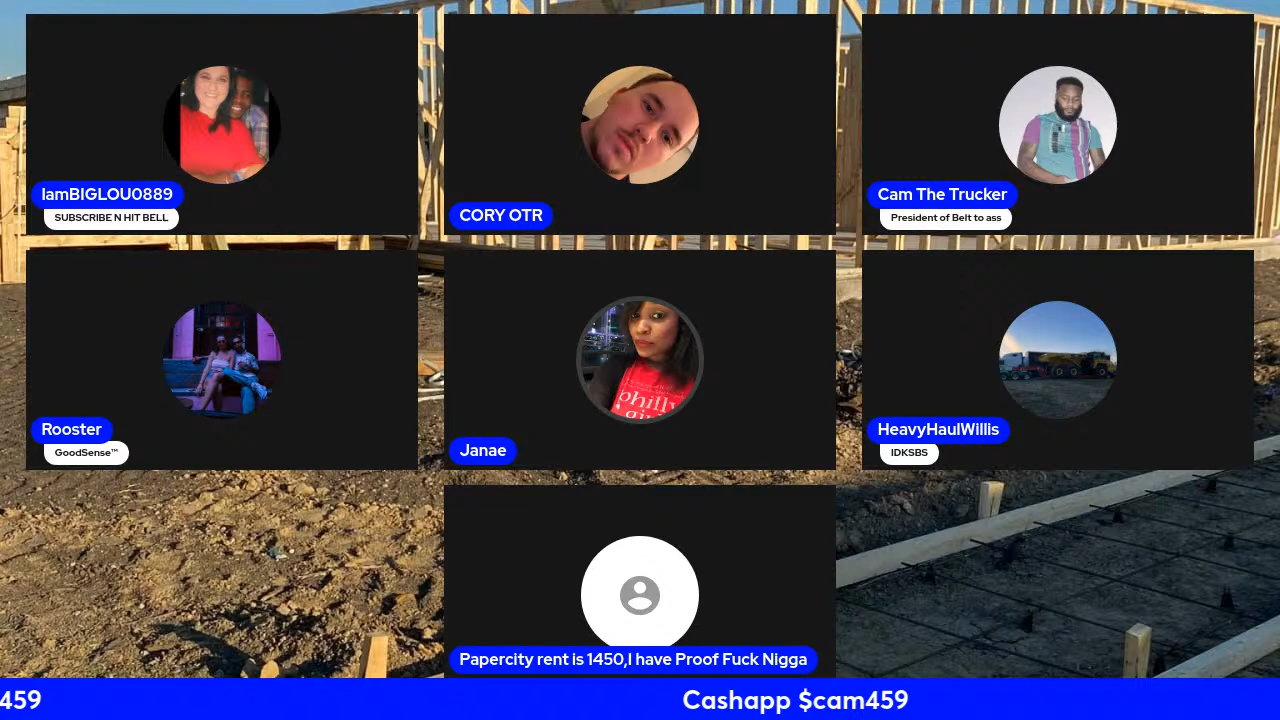 IamBIGLOU0889
SUBSCRIBE N HIT BELL
CORY OTR
Cam The Trucker
President of Belt to ass
Rooster
GoodSense™
philly
Janae
HeavyHaulWillis
IDKSBS
Papercity rent is 1450,I have Proof Fuck Nigga
459
Cashapp $cam459